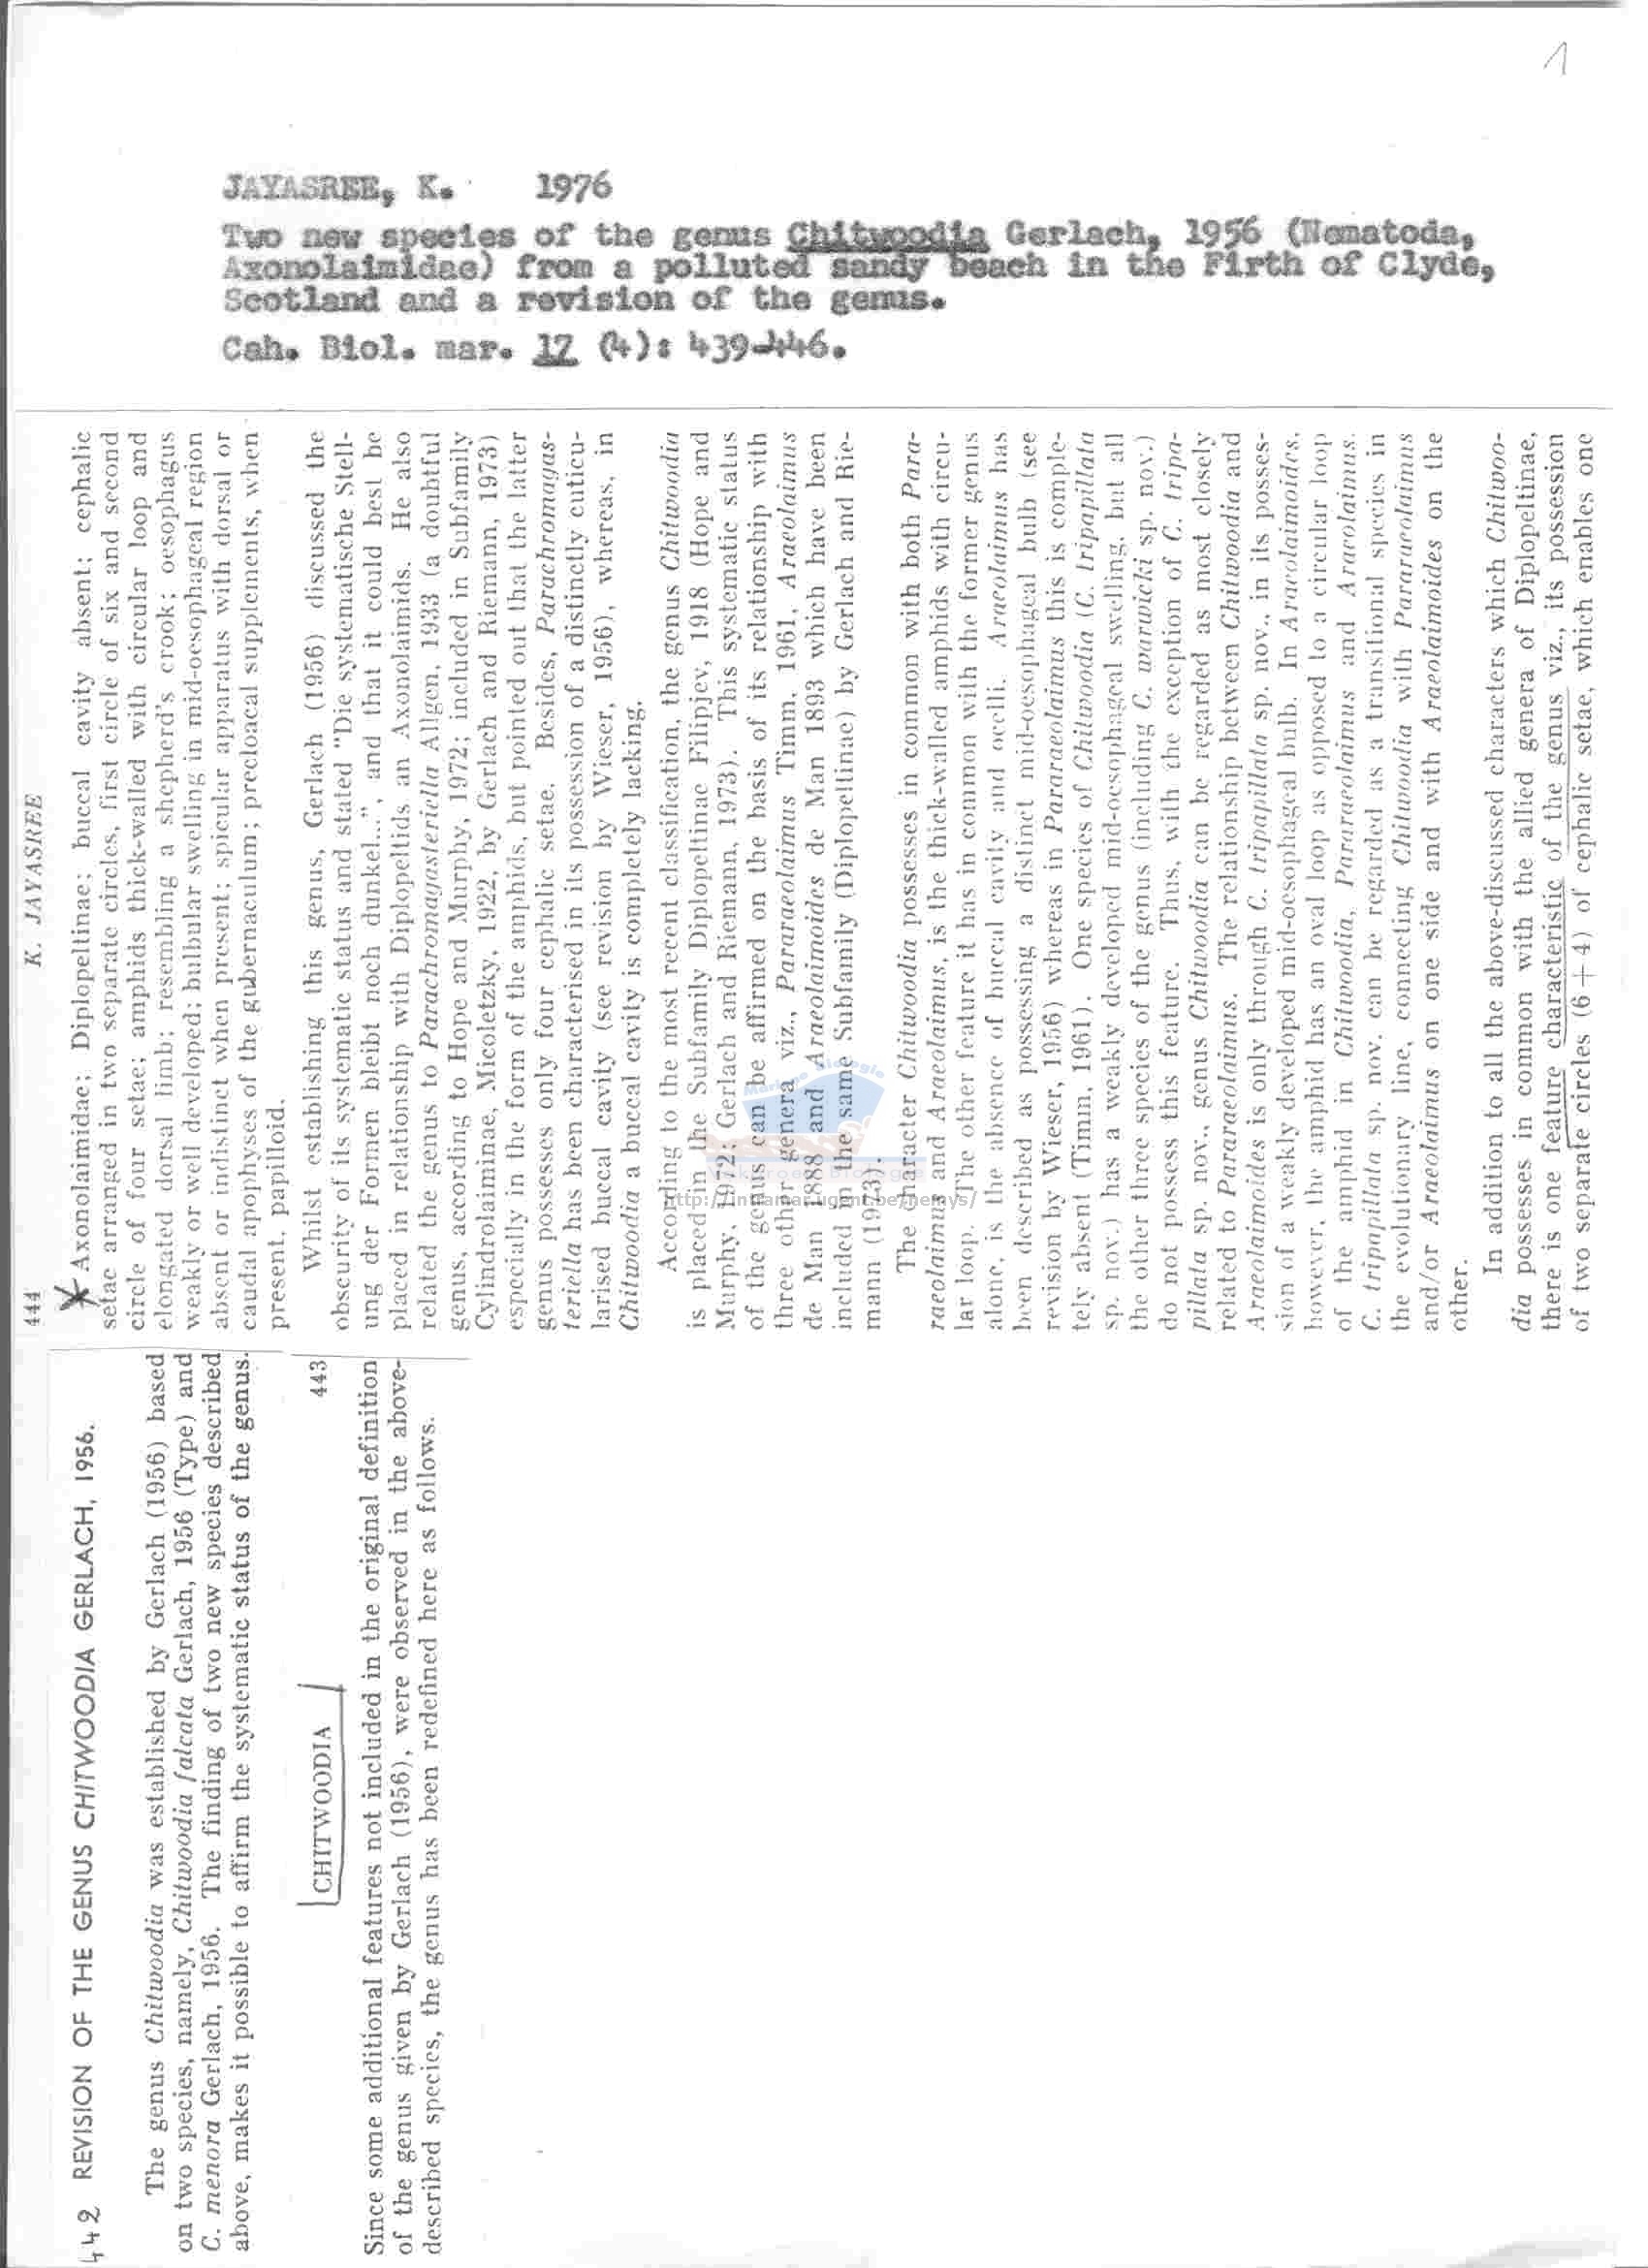 1
JAYASREE, K. 1976
Two new species of the genus Chitwoodia Gerlach, 1956 (Nematoda,
Axonolaimidae) from a polluted sandy beach in the Firth of Clyde,
Scotland and a revision of the genus.
Cah. Biol. mar. 17 (4): 439-446.
442 REVISION OF THE GENUS CHITWOODIA GERLACH, 1956.
The genus Chitwoodia was established by Gerlach (1956) based
on two species, namely, Chitwoodia falcata Gerlach, 1956 (Type) and
C. menora Gerlach, 1956. The finding of two new species described
above, makes it possible to affirm the systematic status of the genus.
CHITWOODIA 443
Since some additional features not included in the original definition
of the genus given by Gerlach (1956), were observed in the above-
described species, the genus has been redefined here as follows.
444 K. JAYASREE
Axonolaimidae; Diplopeltinae; buccal cavity absent; cephalic
setae arranged in two separate circles, first circle of six and second
circle of four setae; amphids thick-walled with circular loop and
elongated dorsal limb; resembling a shepherd's crook; oesophagus
weakly or well developed; bulbular swelling in mid-oesophageal region
absent or indistinct when present; spicular apparatus with dorsal or
caudal apophyses of the gubernaculum; precloacal supplements, when
present, papilloid.
Whilst establishing this genus, Gerlach (1956) discussed the
obscurity of its systematic status and stated "Die systematische Stell-
ung der Formen bleibt noch dunkel...", and that it could best be
placed in relationship with Diplopeltids an Axonolaimids. He also
related the genus to Parachromagasteriella Allgen, 1933 (a doubtful
genus, according to Hope and Murphy, 1972; included in Subfamily
Cylindrolaiminae, Micoletzky, 1922, by Gerlach and Riemann, 1973)
especially in the form of the amphids, but pointed out that the latter
genus possesses only four cephalic setae. Besides, Parachromagas-
teriella has been characterised in its possession of a distinctly cuticu-
larised buccal cavity (see revision by Wieser, 1956), whereas, in
Chitwoodia a buccal cavity is completely lacking.
According to the most recent classification, the genus Chitwoodia
is placed in the Subfamily Diplopeltinae Filipjev, 1918 (Hope and
Murphy, 1972; Gerlach and Riemann, 1973). This systematic status
of the genus can be affirmed on the basis of its relationship with
three other genera viz., Pararaeolaimus Timm, 1961, Araeolaimus
de Man 1888 and Araeolaimoides de Man 1893 which have been
included in the same Subfamily (Diplopeltinae) by Gerlach and Rie-
mann (1973).
The character Chitwoodia possesses in common with both Para-
raeolaimus and Araeolaimus, is the thick-walled amphids with circu-
lar loop. The other feature it has in common with the former genus
alone, is the absence of buccal cavity and ocelli. Araeolaimus has
been described as possessing a distinct mid-oesophageal bulb (see
revision by Wieser, 1956) whereas in Pararaeolaimus this is comple-
tely absent (Timm, 1961). One species of Chitwoodia (C. tripapillata
sp. nov.) has a weakly developed mid-oesophageal swelling, but all
the other three species of the genus (including C. warwicki sp. nov.)
do not possess this feature. Thus, with the exception of C. tripa-
pillata sp. nov., genus Chitwoodia can be regarded as most closely
related to Pararaeolaimus. The relationship between Chitwoodia and
Araeolaimoides is only through C. tripapillata sp. nov., in its posses-
sion of a weakly developed mid-oesophageal bulb. In Araeolaimoides,
however, the amphid has an oval loop as opposed to a circular loop
of the amphid in Chitwoodia, Pararaeolaimus and Araeolaimus.
C. tripapillata sp. nov. can be regarded as a transitional species in
the evolutionary line, connecting Chitwoodia with Pararaeolaimus
and/or Araeolaimus on one side and with Araeolaimoides on the
other.
In addition to all the above-discussed characters which Chitwoo-
dia possesses in common with the allied genera of Diplopeltinae,
there is one feature characteristic of the genus viz., its possession
of two separate circles (6 + 4) of cephalic setae, which enables one
Mariene Biologie
http://intramar.ugent.be/nemys/